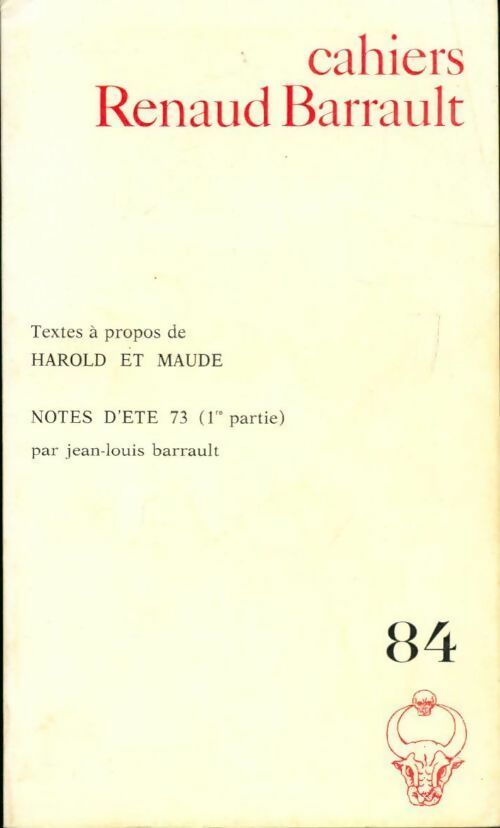 cahiers
Renaud Barrault
Textes à propos de
HAROLD ET MAUDE
NOTES D'ETE 73 (1re partie)
par jean-louis barrault
84